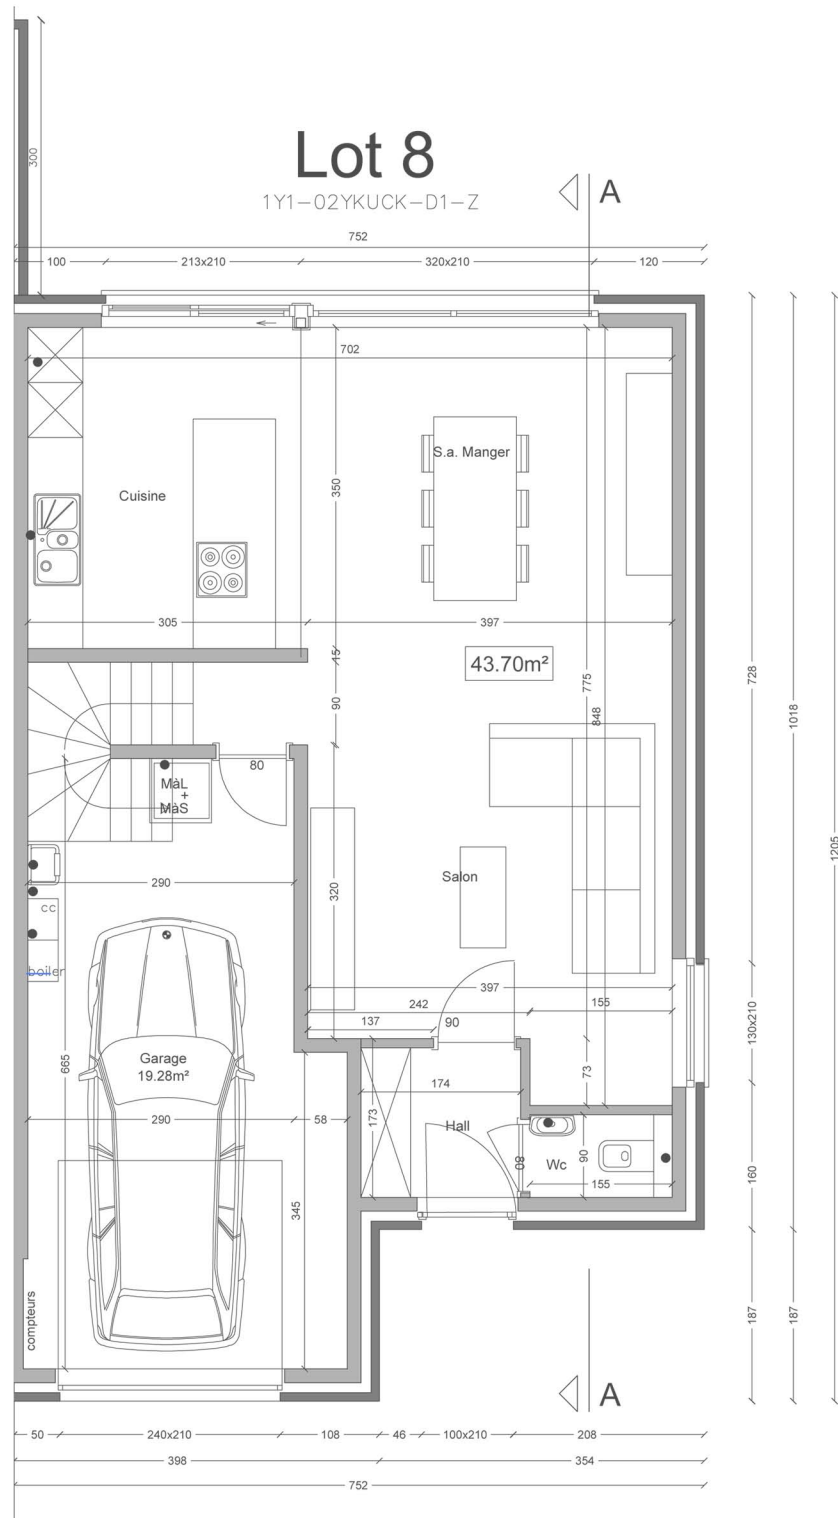 300
Lot 8
1Y1-02YKUCK-D1-Z
A
752
100
213x210
320x210
120
702
S.a. Manger
Cuisine
350
305
397
15
43.70m²
775
728
90
848
1018
80
MàL
+
MàS
1205
290
320
Salon
cc
boiler
397
242
155
137
90
130x210
Garage
19.28m²
665
73
174
290
58
173
Hall
80
Wc
90
155
160
345
compteurs
187
187
A
50
240x210
108
46
100x210
208
398
354
752